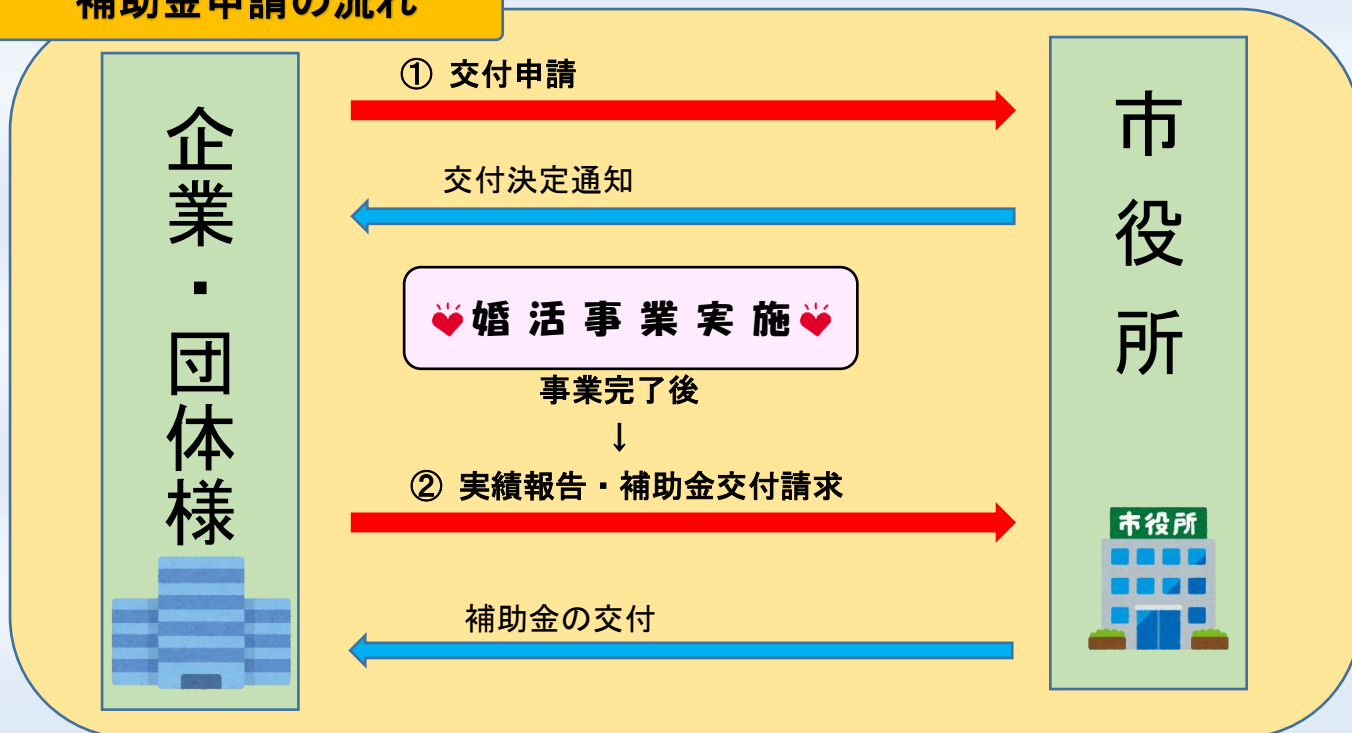 補助金申請の流れ
企業・団体様
① 交付申請
交付決定通知
婚活事業実施
事業完了後
↓
② 実績報告・補助金交付請求
補助金の交付
市役所
市役所